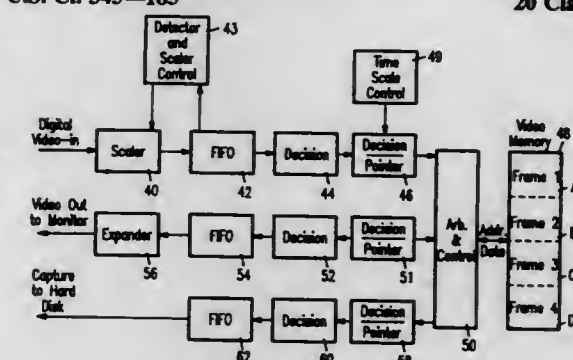 20 Cla
Detector
and
Scaler
Control
43
Time
Scale
Control
49
Digital
Video-in
Scaler
40
FIFO
42
Decision
44
Decision
Pointer
46
Video
Memory
48
Frame 1
Frame 2
Frame 3
Frame 4
Arb.
&
Control
50
Addr.
Data
Video Out
to Monitor
Expander
56
FIFO
54
Decision
52
Decision
Pointer
51
Capture
to Hard
Disk
FIFO
62
Decision
60
Decision
Pointer
58